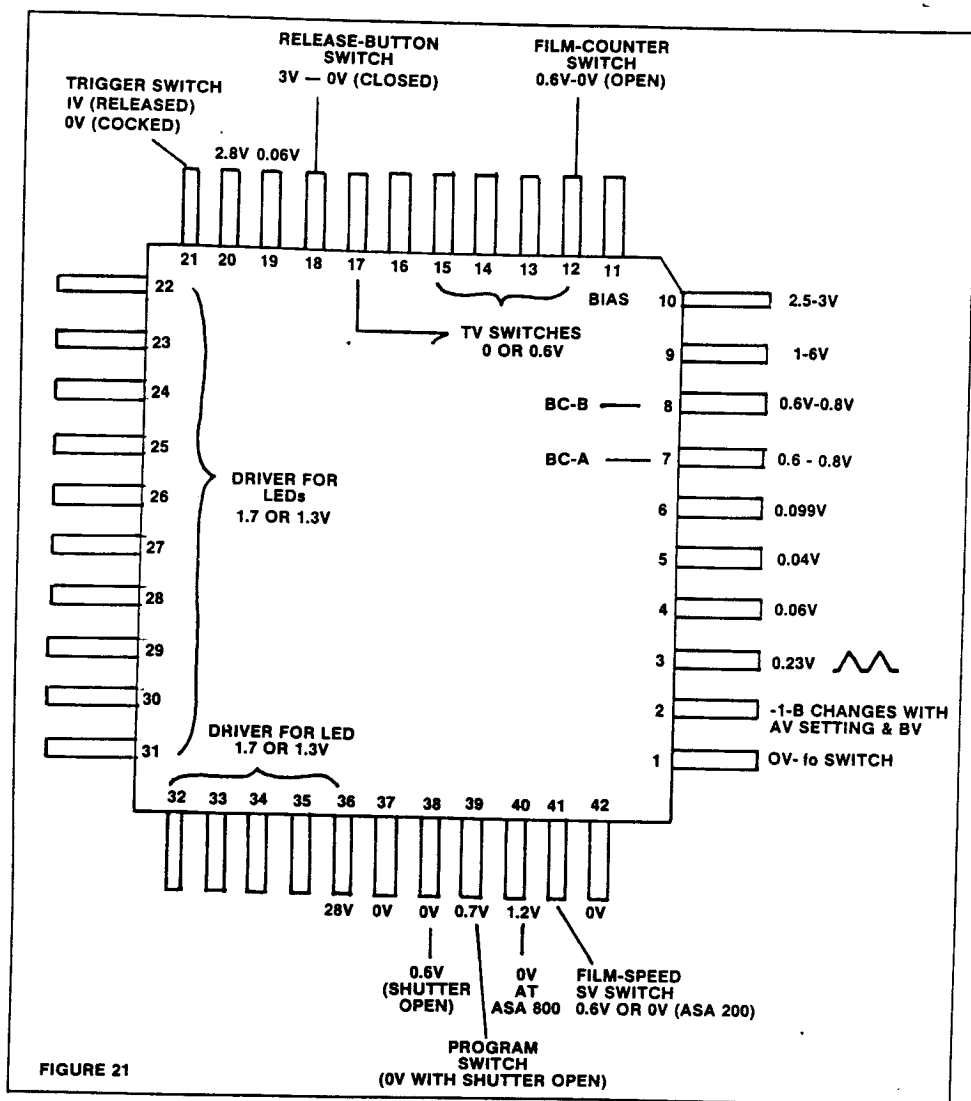 RELEASE-BUTTON
SWITCH
3V — 0V (CLOSED)
FILM-COUNTER
SWITCH
0.6V-0V (OPEN)
TRIGGER SWITCH
IV (RELEASED)
0V (COCKED)
2.8V 0.06V
21 20 19 18 17 16 15 14 13 12 11
BIAS
TV SWITCHES
0 OR 0.6V
10 2.5-3V
9 1-6V
BC-B — 8 0.6V-0.8V
BC-A — 7 0.6 - 0.8V
6 0.099V
5 0.04V
4 0.06V
3 0.23V
2 -1-B CHANGES WITH
AV SETTING & BV
1 OV- fo SWITCH
22
23
24
25
26
27
28
29
30
31
DRIVER FOR
LEDs
1.7 OR 1.3V
DRIVER FOR LED
1.7 OR 1.3V
32 33 34 35 36 37 38 39 40 41 42
28V 0V 0V 0.7V 1.2V 0V
0.6V
(SHUTTER
OPEN)
0V
AT
ASA 800
FILM-SPEED
SV SWITCH
0.6V OR 0V (ASA 200)
PROGRAM
SWITCH
(0V WITH SHUTTER OPEN)
FIGURE 21